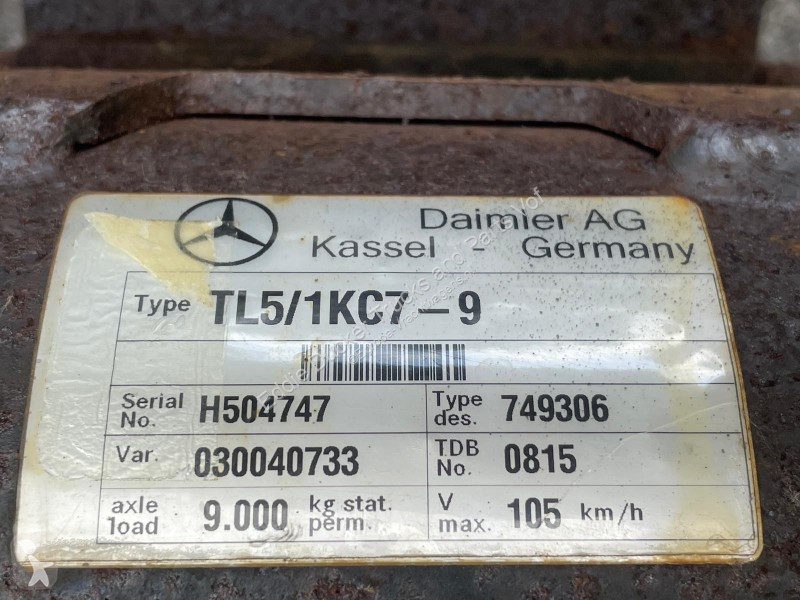 Daimier AG
Kassel - Germany
Type TL5/1KC7-9
Serial No. H504747 Type des. 749306
Var. 030040733 TDB No. 0815
axle load 9.000 kg stat. perm. V max. 105 km/h